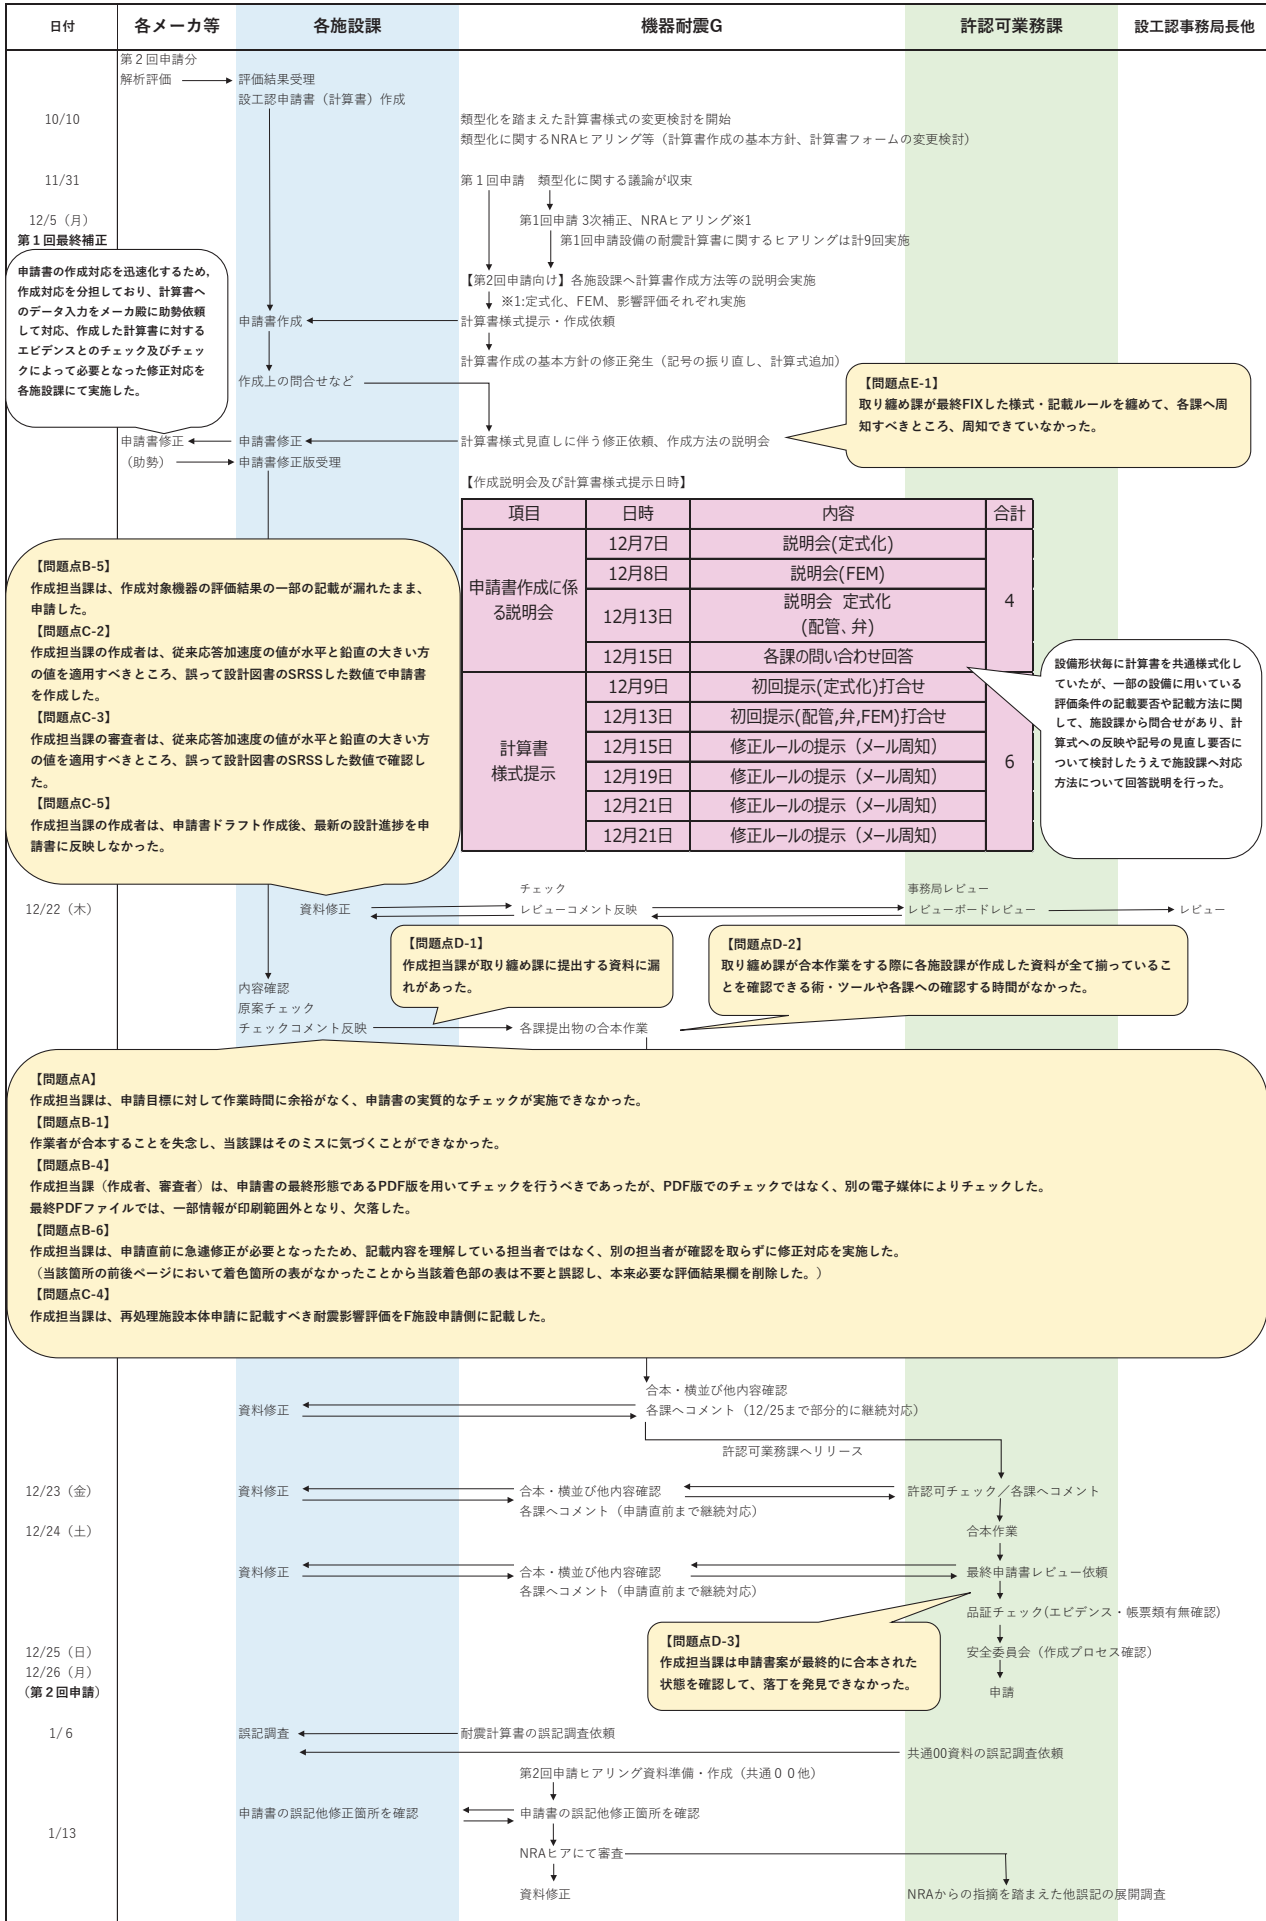 日付
各メーカ等
各施設課
機器耐震G
許認可業務課
設工認事務局長他
第２回申請分
解析評価
評価結果受理
設工認申請書（計算書）作成
10/10
類型化を踏まえた計算書様式の変更検討を開始
類型化に関するNRAヒアリング等（計算書作成の基本方針、計算書フォームの変更検討）
11/31
第１回申請　類型化に関する議論が収束
12/5（月）
第１回最終補正
第1回申請 3次補正、NRAヒアリング※1
第1回申請設備の耐震計算書に関するヒアリングは計9回実施
申請書の作成対応を迅速化するため,
作成対応を分担しており、計算書へ
のデータ入力をメーカ殿に助勢依頼
して対応、作成した計算書に対する
エビデンスとのチェック及びチェッ
クによって必要となった修正対応を
各施設課にて実施した。
【第2回申請向け】各施設課へ計算書作成方法等の説明会実施
※1:定式化、FEM、影響評価それぞれ実施
申請書作成
計算書様式提示・作成依頼
計算書作成の基本方針の修正発生（記号の振り直し、計算式追加）
作成上の問合せなど
【問題点E-1】
取り纏め課が最終FIXした様式・記載ルールを纏めて、各課へ周
知すべきところ、周知できていなかった。
申請書修正
申請書修正
計算書様式見直しに伴う修正依頼、作成方法の説明会
（助勢）
申請書修正版受理
【作成説明会及び計算書様式提示日時】
項目
日時
内容
合計
申請書作成に係
る説明会
12月7日
説明会(定式化)
12月8日
説明会(FEM)
12月13日
説明会 定式化
(配管、弁)
12月15日
各課の問い合わせ回答
4
計算書
様式提示
12月9日
初回提示(定式化)打合せ
12月13日
初回提示(配管,弁,FEM)打合せ
12月15日
修正ルールの提示（メール周知）
12月19日
修正ルールの提示（メール周知）
12月21日
修正ルールの提示（メール周知）
12月21日
修正ルールの提示（メール周知）
6
設備形状毎に計算書を共通様式化し
ていたが、一部の設備に用いている
評価条件の記載要否や記載方法に関
して、施設課から問合せがあり、計
算式への反映や記号の見直し要否に
ついて検討したうえで施設課へ対応
方法について回答説明を行った。
【問題点B-5】
作成担当課は、作成対象機器の評価結果の一部の記載が漏れたまま、
申請した。
【問題点C-2】
作成担当課の作成者は、従来応答加速度の値が水平と鉛直の大きい方
の値を適用すべきところ、誤って設計図書のSRSSした数値で申請書
を作成した。
【問題点C-3】
作成担当課の審査者は、従来応答加速度の値が水平と鉛直の大きい方
の値を適用すべきところ、誤って設計図書のSRSSした数値で確認し
た。
【問題点C-5】
作成担当課の作成者は、申請書ドラフト作成後、最新の設計進捗を申
請書に反映しなかった。
12/22（木）
資料修正
チェック
レビューコメント反映
事務局レビュー
レビューボードレビュー
レビュー
【問題点D-1】
作成担当課が取り纏め課に提出する資料に漏
れがあった。
【問題点D-2】
取り纏め課が合本作業をする際に各施設課が作成した資料が全て揃っているこ
とを確認できる術・ツールや各課への確認する時間がなかった。
内容確認
原案チェック
チェックコメント反映
各課提出物の合本作業
【問題点A】
作成担当課は、申請目標に対して作業時間に余裕がなく、申請書の実質的なチェックが実施できなかった。
【問題点B-1】
作業者が合本することを失念し、当該課はそのミスに気づくことができなかった。
【問題点B-4】
作成担当課（作成者、審査者）は、申請書の最終形態であるPDF版を用いてチェックを行うべきであったが、PDF版でのチェックではなく、別の電子媒体によりチェックした。
最終PDFファイルでは、一部情報が印刷範囲外となり、欠落した。
【問題点B-6】
作成担当課は、申請直前に急遽修正が必要となったため、記載内容を理解している担当者ではなく、別の担当者が確認を取らずに修正対応を実施した。
（当該箇所の前後ページにおいて着色箇所の表がなかったことから当該着色部の表は不要と誤認し、本来必要な評価結果欄を削除した。）
【問題点C-4】
作成担当課は、再処理施設本体申請に記載すべき耐震影響評価をF施設申請側に記載した。
合本・横並び他内容確認
資料修正
各課へコメント（12/25まで部分的に継続対応）
許認可業務課へリリース
12/23（金）
資料修正
合本・横並び他内容確認
各課へコメント（申請直前まで継続対応）
許認可チェック／各課へコメント
12/24（土）
合本作業
資料修正
合本・横並び他内容確認
各課へコメント（申請直前まで継続対応）
最終申請書レビュー依頼
品証チェック(エビデンス・帳票類有無確認)
【問題点D-3】
作成担当課は申請書案が最終的に合本された
状態を確認して、落丁を発見できなかった。
12/25（日）
安全委員会（作成プロセス確認）
12/26（月）
（第２回申請）
申請
1/ 6
誤記調査
耐震計算書の誤記調査依頼
共通00資料の誤記調査依頼
第2回申請ヒアリング資料準備・作成（共通００他）
申請書の誤記他修正箇所を確認
申請書の誤記他修正箇所を確認
1/13
NRAヒアにて審査
資料修正
NRAからの指摘を踏まえた他誤記の展開調査